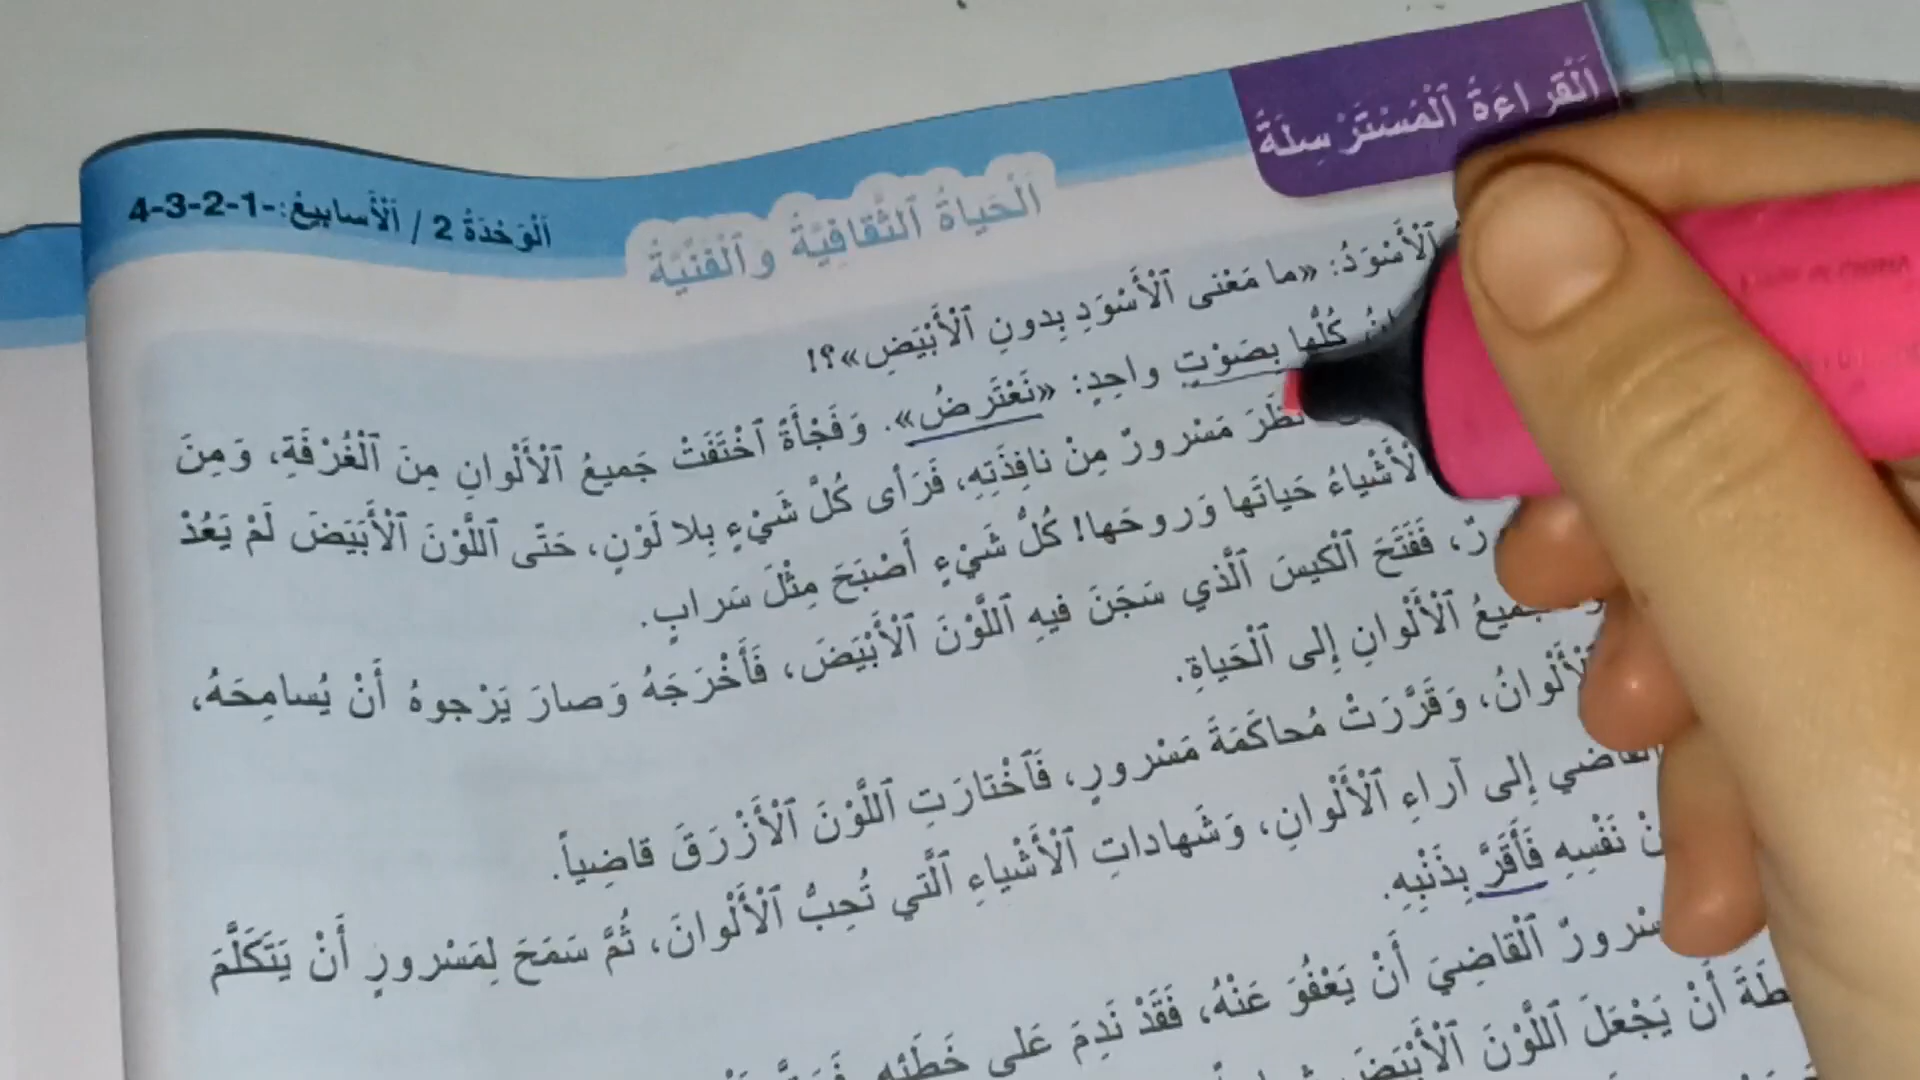 اَلْقِراءَةُ ٱلْمُسْتَرْسِلَةُ
اَلْحَياةُ ٱلثَّقافِيَّةُ وَٱلْفَنِّيَّةُ
اَلْوَحْدَةُ 2 / اَلْأَسابيعُ: -1-2-3-4
ٱلْأَسْوَدُ: «ما مَعْنى ٱلْأَسْوَدِ بِدونِ ٱلْأَبْيَضِ»؟!
كُلُّها بِصَوْتٍ واحِدٍ: «نَعْتَرِضُ». وَفَجْأَةً ٱخْتَفَتْ جَميعُ ٱلْأَلْوانِ مِنَ ٱلْغُرْفَةِ، وَمِنَ
نَظَرَ مَسْرورٌ مِنْ نافِذَتِهِ، فَرَأى كُلَّ شَيْءٍ بِلا لَوْنٍ، حَتّى ٱللَّوْنَ ٱلْأَبْيَضَ لَمْ يَعُدْ
ٱلْأَشْياءُ حَياتَها وَروحَها! كُلُّ شَيْءٍ أَصْبَحَ مِثْلَ سَرابٍ.
فَفَتَحَ ٱلْكيسَ ٱلَّذي سَجَنَ فيهِ ٱللَّوْنَ ٱلْأَبْيَضَ، فَأَخْرَجَهُ وَصارَ يَرْجوهُ أَنْ يُسامِحَهُ،
جَميعُ ٱلْأَلْوانِ إِلى ٱلْحَياةِ.
ٱلْأَلْوانُ، وَقَرَّرَتْ مُحاكَمَةَ مَسْرورٍ، فَٱخْتارَتِ ٱللَّوْنَ ٱلْأَزْرَقَ قاضِياً.
ٱلْقاضي إِلى آراءِ ٱلْأَلْوانِ، وَشَهاداتِ ٱلْأَشْياءِ ٱلَّتي تُحِبُّ ٱلْأَلْوانَ، ثُمَّ سَمَحَ لِمَسْرورٍ أَنْ يَتَكَلَّمَ
نَفْسِهِ فَأَقَرَّ بِذَنْبِهِ.
مَسْرورٌ ٱلْقاضِيَ أَنْ يَعْفُوَ عَنْهُ، فَقَدْ نَدِمَ عَلى خَطَئِهِ
أَنْ يَجْعَلَ ٱللَّوْنَ ٱلْأَبْيَضَ